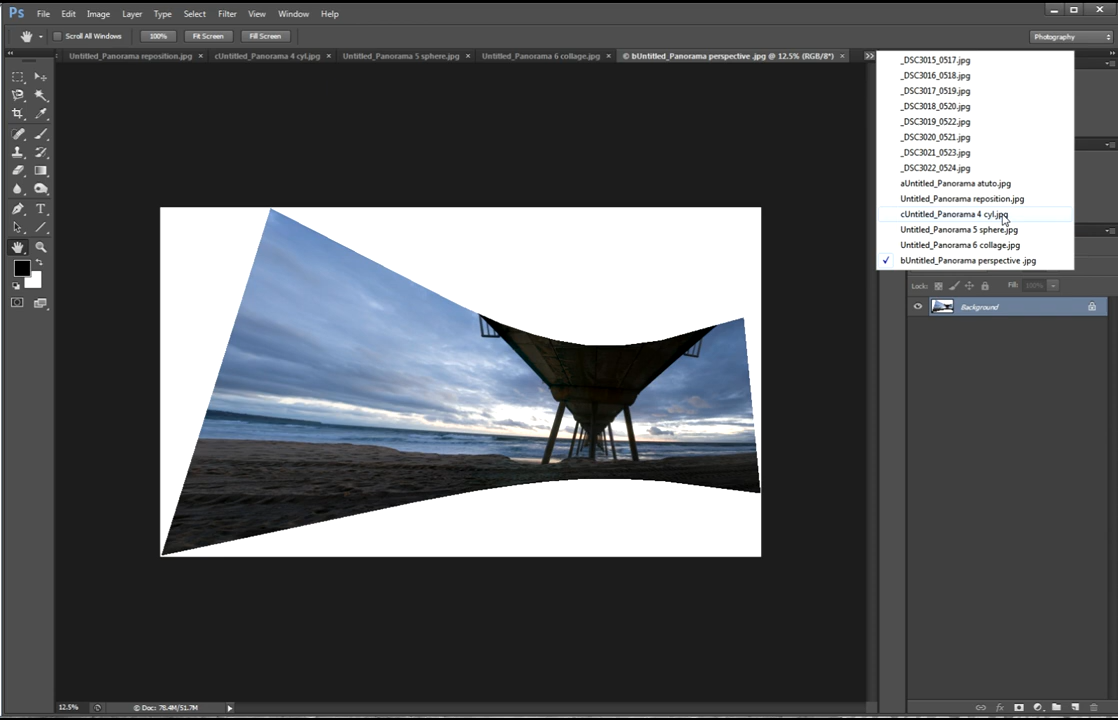 Ps File Edit Image Layer Type Select Filter View Window Help
Scroll All Windows 100% Fit Screen Fill Screen Photography
Untitled_Panorama reposition.jpg × cUntitled_Panorama 4 cyl.jpg × Untitled_Panorama 5 sphere.jpg × Untitled_Panorama 6 collage.jpg × © bUntitled_Panorama perspective .jpg @ 12.5% (RGB/8*) ×
_DSC3015_0517.jpg
_DSC3016_0518.jpg
_DSC3017_0519.jpg
_DSC3018_0520.jpg
_DSC3019_0522.jpg
_DSC3020_0521.jpg
_DSC3021_0523.jpg
_DSC3022_0524.jpg
aUntitled_Panorama atuto.jpg
Untitled_Panorama reposition.jpg
cUntitled_Panorama 4 cyl.jpg
Untitled_Panorama 5 sphere.jpg
Untitled_Panorama 6 collage.jpg
bUntitled_Panorama perspective .jpg
Lock: Fill: 100%
Background
12.5% © Doc: 78.4M/51.7M